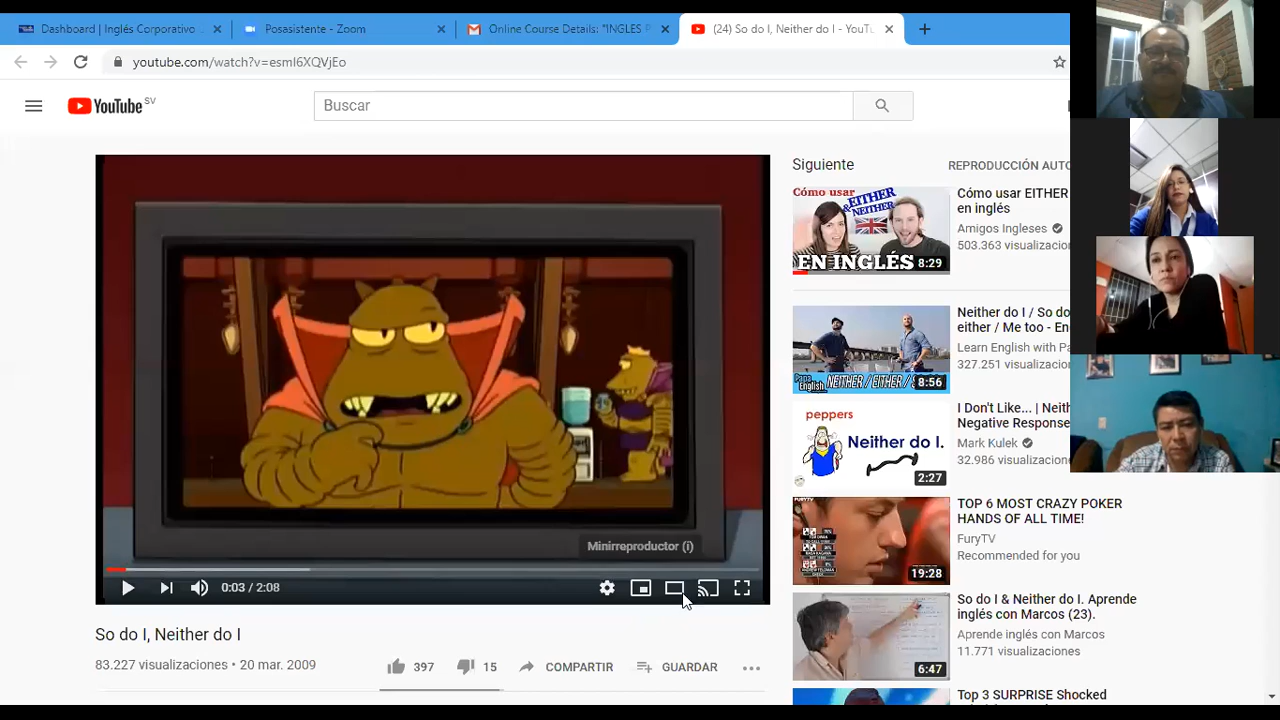 Dashboard | Inglés Corporativo
Posasistente - Zoom
Online Course Details: "INGLES P
(24) So do I, Neither do I - YouTu
youtube.com/watch?v=esmI6XQVjEo
YouTube SV
Buscar
Minirreproductor (i)
0:03 / 2:08
So do I, Neither do I
83.227 visualizaciones • 20 mar. 2009
397
15
COMPARTIR
GUARDAR
Siguiente
REPRODUCCIÓN AUTO
Cómo usar
EITHER
& NEITHER
EN INGLÉS
8:29
Cómo usar EITHER
en inglés
Amigos Ingleses
503.363 visualizacion
NEITHER / EITHER /
8:56
Neither do I / So do
either / Me too - En
Learn English with Pa
327.251 visualizacion
peppers
Neither do I.
2:27
I Don't Like... | Neith
Negative Response
Mark Kulek
32.986 visualizacion
19:28
TOP 6 MOST CRAZY POKER
HANDS OF ALL TIME!
FuryTV
Recommended for you
6:47
So do I & Neither do I. Aprende
inglés con Marcos (23).
Aprende inglés con Marcos
11.771 visualizaciones
Top 3 SURPRISE Shocked